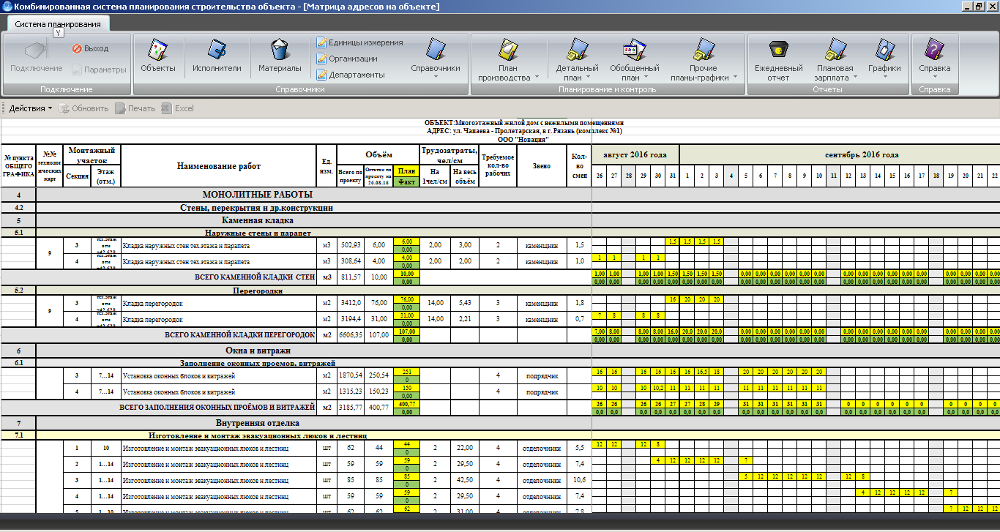 Комбинированная система планирования строительства объекта - [Матрица адресов на объекте]
Система планирования
Y
Подключение Выход Параметры Объекты Исполнители Материалы Единицы измерения Организации Департаменты Справочники План производства Детальный план Обобщенный план Прочие планы-графики Ежедневный отчет Плановая зарплата Графики Справка
Подключение Справочники Планирование и контроль Отчеты Справка
Действия Обновить Печать Excel
ОБЪЕКТ:Многоэтажный жилой дом с нежилыми помещениями
АДРЕС: ул. Чапаева - Пролетарская, в г. Рязань (комплекс №1)
ООО "Новация"
№ пункта ОБЩЕГО ГРАФИКА №№ технологических карт Монтажный участок Секция Этаж (отм.) Наименование работ Ед. изм. Объём Всего по проекту Остаток по проекту на 26.08.16 План Факт Трудозатраты, чел/см На 1чел/см На весь объём Требуемое кол-во рабочих Звено Кол-во смен август 2016 года сентябрь 2016 года
26 27 28 29 30 31 1 2 3 4 5 6 7 8 9 10 11 12 13 14 15 16 17 18 19 20 21 22
4 МОНОЛИТНЫЕ РАБОТЫ
4.2 Стены, перекрытия и др.конструкции
5 Каменная кладка
5.1 Наружные стены и парапет
9
3 тех.этаж отм +42,620 Кладка наружных стен тех.этажа и парапета м3 502,93 6,00 6,00 2,00 3,00 2 каменщики 1,5 1,5 1,5 1,5 1,5
0,00
4 тех.этаж отм +42,620 Кладка наружных стен тех.этажа и парапета м3 308,64 4,00 4,00 2,00 2,00 2 каменщики 1,0 1 1 1 1
0,00
ВСЕГО КАМЕННОЙ КЛАДКИ СТЕН м3 811,57 10,00 10,00 1,00 1,00 1,00 1,00 1,50 1,50 1,50 1,50 0,00 0,00 0,00 0,00 0,00 0,00 0,00 0,00 0,00 0,00 0,00 0,00 0,00 0,00 0,00 0,00
0,00 0,00 0,00 0,00 0,00 0,00 0,00 0,00 0,00 0,00 0,00 0,00 0,00 0,00 0,00 0,00 0,00 0,00 0,00 0,00 0,00 0,00 0,00 0,00 0,00
5.2 Перегородки
9
3 тех.этаж отм +42,620 Кладка перегородок м2 3412,0 76,00 76,00 14,00 5,43 3 каменщики 1,8 16 20 20 20
0,00
4 тех.этаж отм +42,620 Кладка перегородок м2 3194,4 31,00 31,00 14,00 2,21 3 каменщики 0,7 7 8 8 8
0,00
ВСЕГО КАМЕННОЙ КЛАДКИ ПЕРЕГОРОДОК м2 6606,35 107,00 107,00 7,00 8,00 8,00 8,00 16,0 20,0 20,0 20,0 0,00 0,00 0,00 0,00 0,00 0,00 0,00 0,00 0,00 0,00 0,00 0,00 0,00 0,00 0,00 0,00
0,00 0,00 0,00 0,00 0,00 0,00 0,00 0,00 0,00 0,00 0,00 0,00 0,00 0,00 0,00 0,00 0,00 0,00 0,00 0,00 0,00 0,00 0,00 0,00 0,00
6 Окна и витражи
6.1 Заполнение оконных проемов, витражей
3 7...14 Установка оконных блоков и витражей м2 1870,54 250,54 251 4 подрядчик 16 16 16 16 16 16 16,5 18 20 20 20 20 20 20
0
4 7...14 Установка оконных блоков и витражей м2 1315,23 150,23 150 4 подрядчик 10 10 10 10,2 11 11 11 11 11 11 11 11 11 11
0,00
ВСЕГО ЗАПОЛНЕНИЯ ОКОННЫХ ПРОЁМОВ И ВИТРАЖЕЙ м2 3185,77 400,77 400,77 26 26 26 26 27 27 28 29 31 31 31 31 31 31 0 0 0 0 0 0 0 0 0 0
0,00 0,0 0,0 0,0 0,0 0,0 0,0 0,0 0,0 0,0 0,0 0,0 0,0 0,0 0,0 0,0 0,0 0,0 0,0 0,0 0,0 0,0 0,0 0,0 0,0
7 Внутренняя отделка
7.1 Изготовление и монтаж эвакуационных люков и лестниц
1 10 Изготовление и монтаж эвакуационных люков и лестниц шт 62 44 44 2 22,00 4 отделочники 5,5 12 12 12 8
0
2 1...14 Изготовление и монтаж эвакуационных люков и лестниц шт 59 59 59 2 29,50 4 отделочники 7,4 4 12 12 12 12 7
0
3 1...14 Изготовление и монтаж эвакуационных люков и лестниц шт 85 85 85 2 42,50 4 отделочники 10,6 5 12 12 12 12 12 12 8
0
4 1...14 Изготовление и монтаж эвакуационных люков и лестниц шт 59 59 59 2 29,50 4 отделочники 7,4 4 12 12 12 12 7
0
5 1...10 Изготовление и монтаж эвакуационных люков и лестниц шт 62 62 62 2 31,00 4 отделочники 7,8 7 12 12 12